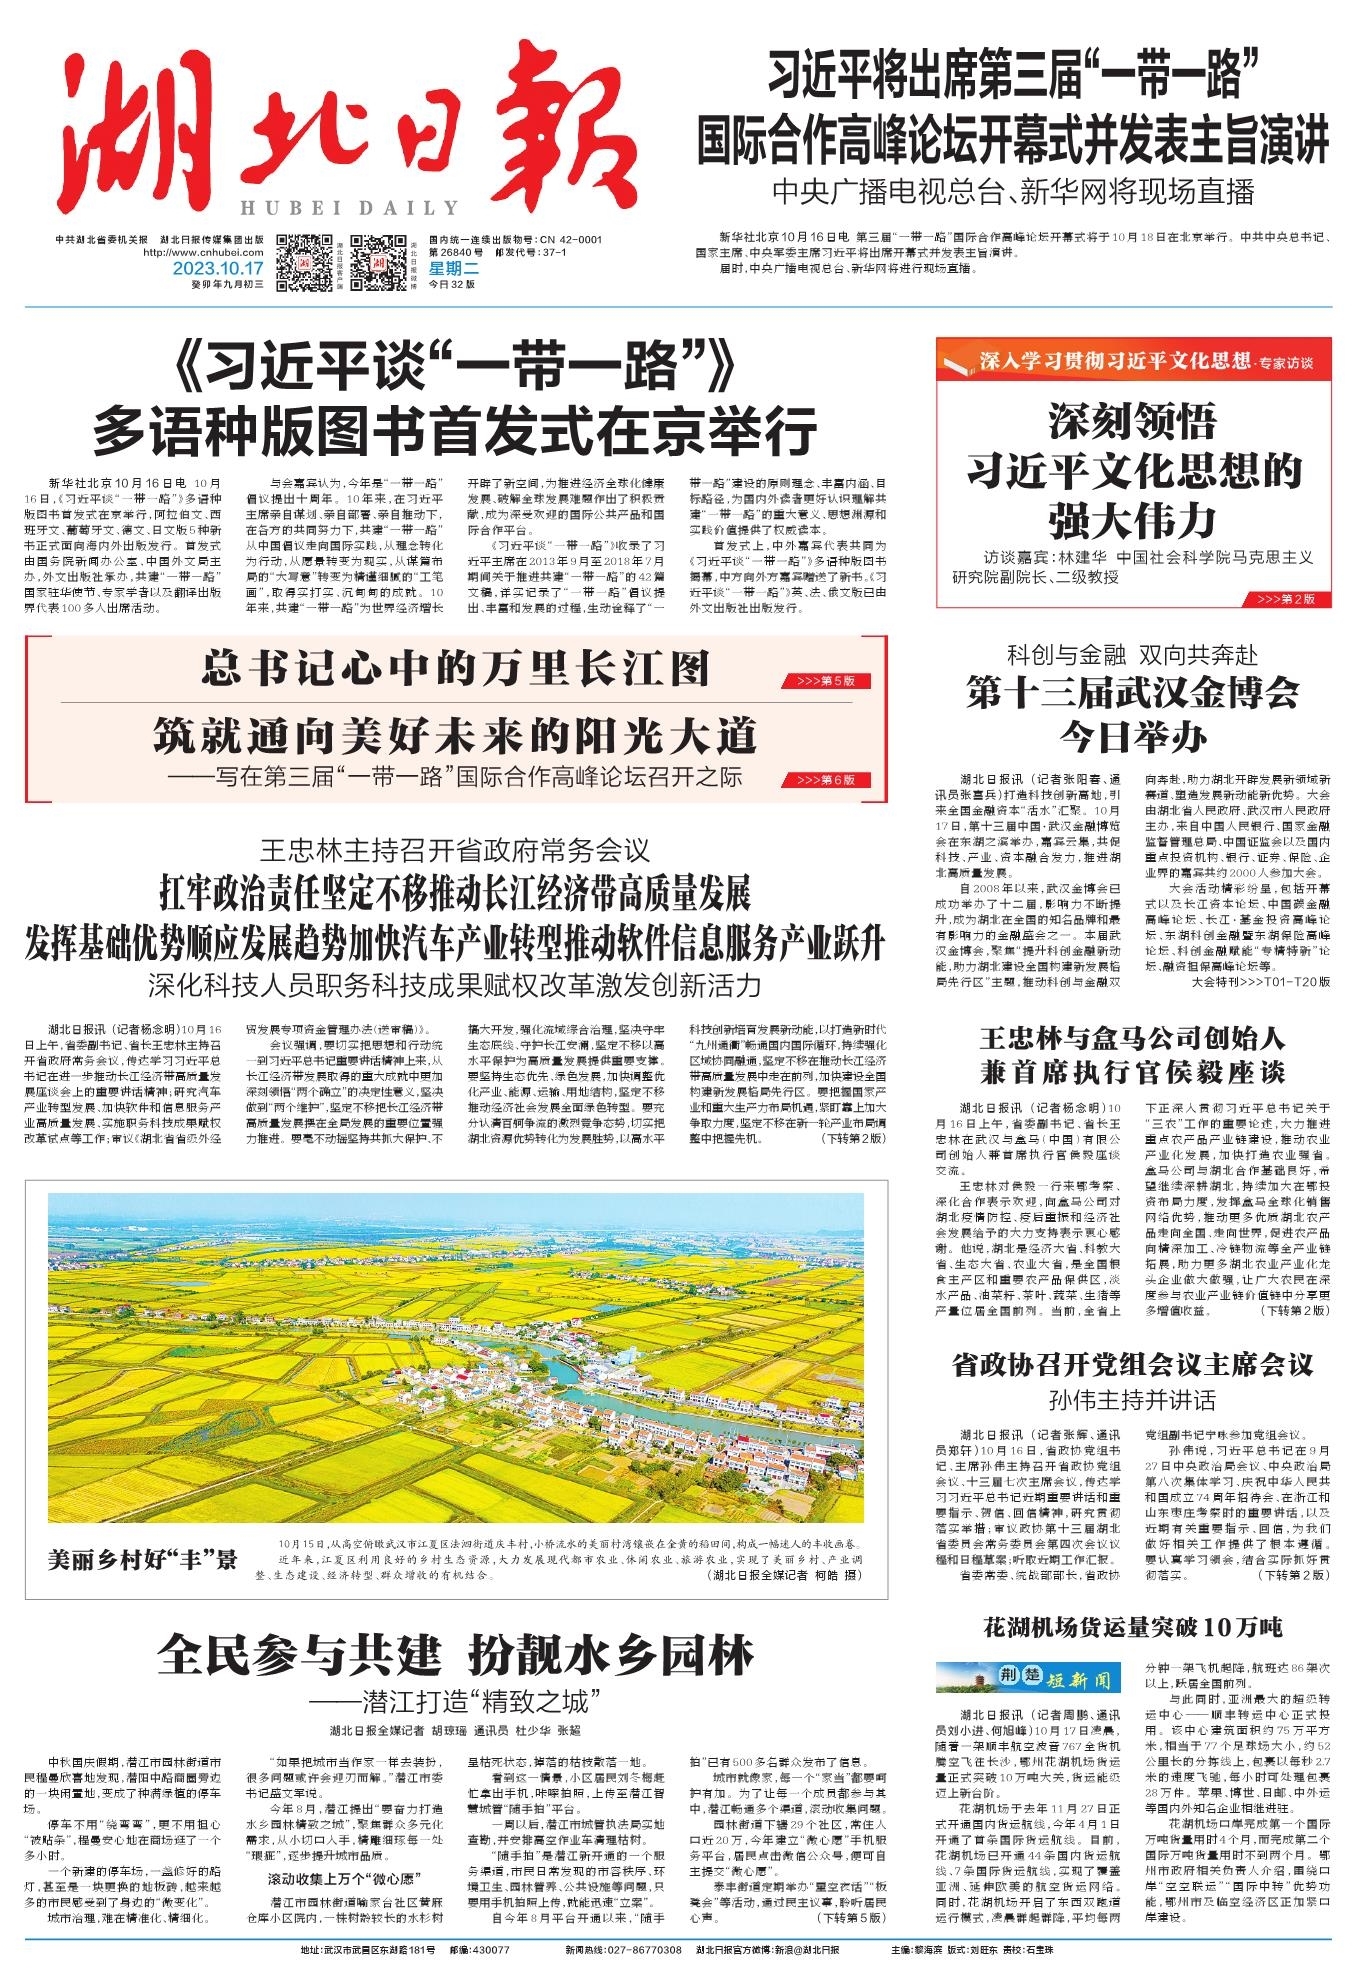 湖北日報
HUBEI DAILY
中共湖北省委机关报 湖北日报传媒集团出版
http://www.cnhubei.com
2023.10.17
癸卯年九月初三
湖北日报客户端
湖北日报微博
国内统一连续出版物号:CN 42-0001
第26840号 邮发代号:37-1
星期二
今日32版
习近平将出席第三届“一带一路”
国际合作高峰论坛开幕式并发表主旨演讲
中央广播电视总台、新华网将现场直播
新华社北京10月16日电 第三届“一带一路”国际合作高峰论坛开幕式将于10月18日在北京举行。中共中央总书记、
国家主席、中央军委主席习近平将出席开幕式并发表主旨演讲。
届时,中央广播电视总台、新华网将进行现场直播。
《习近平谈“一带一路”》
多语种版图书首发式在京举行
新华社北京10月16日电 10月
16日,《习近平谈“一带一路”》多语种
版图书首发式在京举行,阿拉伯文、西
班牙文、葡萄牙文、德文、日文版5种新
书正式面向海内外出版发行。首发式
由国务院新闻办公室、中国外文局主
办,外文出版社承办,共建“一带一路”
国家驻华使节、专家学者以及翻译出版
界代表100多人出席活动。
与会嘉宾认为,今年是“一带一路”
倡议提出十周年。10年来,在习近平
主席亲自谋划、亲自部署、亲自推动下,
在各方的共同努力下,共建“一带一路”
从中国倡议走向国际实践,从理念转化
为行动,从愿景转变为现实,从谋篇布
局的“大写意”转变为精谨细腻的“工笔
画”,取得实打实、沉甸甸的成就。10
年来,共建“一带一路”为世界经济增长
开辟了新空间,为推进经济全球化健康
发展、破解全球发展难题作出了积极贡
献,成为深受欢迎的国际公共产品和国
际合作平台。
《习近平谈“一带一路”》收录了习
近平主席在2013年9月至2018年7月
期间关于推进共建“一带一路”的42篇
文稿,详实记录了“一带一路”倡议提
出、丰富和发展的过程,生动诠释了“一
带一路”建设的原则理念、丰富内涵、目
标路径,为国内外读者更好认识理解共
建“一带一路”的重大意义、思想渊源和
实践价值提供了权威读本。
首发式上,中外嘉宾代表共同为
《习近平谈“一带一路”》多语种版图书
揭幕,中方向外方嘉宾赠送了新书。《习
近平谈“一带一路”》英、法、俄文版已由
外文出版社出版发行。
深入学习贯彻习近平文化思想·专家访谈
深刻领悟
习近平文化思想的
强大伟力
访谈嘉宾:林建华 中国社会科学院马克思主义
研究院副院长、二级教授
>>>第2版
总书记心中的万里长江图
>>>第5版
筑就通向美好未来的阳光大道
——写在第三届“一带一路”国际合作高峰论坛召开之际
>>>第6版
科创与金融 双向共奔赴
第十三届武汉金博会
今日举办
湖北日报讯（记者张阳春、通
讯员张喜兵)打造科技创新高地,引
来全国金融资本“活水”汇聚。10月
17日,第十三届中国·武汉金融博览
会在东湖之滨举办,嘉宾云集,共促
科技、产业、资本融合发力,推进湖
北高质量发展。
自2008年以来,武汉金博会已
成功举办了十二届,影响力不断提
升,成为湖北在全国的知名品牌和最
有影响力的金融盛会之一。本届武
汉金博会,聚焦“提升科创金融新动
能,助力湖北建设全国构建新发展格
局先行区”主题,推动科创与金融双
向奔赴,助力湖北开辟发展新领域新
赛道、塑造发展新动能新优势。大会
由湖北省人民政府、武汉市人民政府
主办,来自中国人民银行、国家金融
监督管理总局、中国证监会以及国内
重点投资机构、银行、证券、保险、企
业界的嘉宾共约2000人参加大会。
大会活动精彩纷呈,包括开幕
式以及长江资本论坛、中国碳金融
高峰论坛、长江·基金投资高峰论
坛、东湖科创金融暨东湖保险高峰
论坛、科创金融赋能“专精特新”论
坛、融资担保高峰论坛等。
大会特刊>>>T01-T20版
王忠林主持召开省政府常务会议
扛牢政治责任坚定不移推动长江经济带高质量发展
发挥基础优势顺应发展趋势加快汽车产业转型推动软件信息服务产业跃升
深化科技人员职务科技成果赋权改革激发创新活力
湖北日报讯（记者杨念明)10月16
日上午,省委副书记、省长王忠林主持召
开省政府常务会议,传达学习习近平总
书记在进一步推动长江经济带高质量发
展座谈会上的重要讲话精神;研究汽车
产业转型发展、加快软件和信息服务产
业高质量发展、实施职务科技成果赋权
改革试点等工作;审议《湖北省省级外经
贸发展专项资金管理办法(送审稿)》。
会议强调,要切实把思想和行动统
一到习近平总书记重要讲话精神上来,从
长江经济带发展取得的重大成就中更加
深刻领悟“两个确立”的决定性意义,坚决
做到“两个维护”,坚定不移把长江经济带
高质量发展摆在全局发展的重要位置强
力推进。要毫不动摇坚持共抓大保护、不
搞大开发,强化流域综合治理,坚决守牢
生态底线、守护长江安澜,坚定不移以高
水平保护为高质量发展提供重要支撑。
要坚持生态优先、绿色发展,加快调整优
化产业、能源、运输、用地结构,坚定不移
推动经济社会发展全面绿色转型。要充
分认清百舸争流的激烈竞争态势,切实把
湖北资源优势转化为发展胜势,以高水平
科技创新培育发展新动能,以打造新时代
“九州通衢”畅通国内国际循环,持续强化
区域协同融通,坚定不移在推动长江经济
带高质量发展中走在前列,加快建设全国
构建新发展格局先行区。要把握国家产
业和重大生产力布局机遇,紧盯靠上加大
争取力度,坚定不移在新一轮产业布局调
整中把握先机。 (下转第2版)
王忠林与盒马公司创始人
兼首席执行官侯毅座谈
湖北日报讯（记者杨念明)10
月16日上午,省委副书记、省长王
忠林在武汉与盒马(中国)有限公
司创始人兼首席执行官侯毅座谈
交流。
王忠林对侯毅一行来鄂考察、
深化合作表示欢迎,向盒马公司对
湖北疫情防控、疫后重振和经济社
会发展给予的大力支持表示衷心感
谢。他说,湖北是经济大省、科教大
省、生态大省、农业大省,是全国粮
食主产区和重要农产品保供区,淡
水产品、油菜籽、茶叶、蔬菜、生猪等
产量位居全国前列。当前,全省上
下正深入贯彻习近平总书记关于
“三农”工作的重要论述,大力推进
重点农产品产业链建设,推动农业
产业化发展,加快打造农业强省。
盒马公司与湖北合作基础良好,希
望继续深耕湖北,持续加大在鄂投
资布局力度,发挥盒马全球化销售
网络优势,推动更多优质湖北农产
品走向全国、走向世界,促进农产品
向精深加工、冷链物流等全产业链
拓展,助力更多湖北农业产业化龙
头企业做大做强,让广大农民在深
度参与农业产业链价值链中分享更
多增值收益。 (下转第2版)
美丽乡村好“丰”景
10月15日,从高空俯瞰武汉市江夏区法泗街道庆丰村,小桥流水的美丽村湾镶嵌在金黄的稻田间,构成一幅迷人的丰收画卷。
近年来,江夏区利用良好的乡村生态资源,大力发展现代都市农业、休闲农业、旅游农业,实现了美丽乡村、产业调
整、生态建设、经济转型、群众增收的有机结合。 (湖北日报全媒记者 柯皓 摄)
省政协召开党组会议主席会议
孙伟主持并讲话
湖北日报讯（记者张辉、通讯
员郑轩)10月16日,省政协党组书
记、主席孙伟主持召开省政协党组
会议、十三届七次主席会议,传达学
习习近平总书记近期重要讲话和重
要指示、贺信、回信精神,研究贯彻
落实举措;审议政协第十三届湖北
省委员会常务委员会第四次会议议
程和日程草案;听取近期工作汇报。
省委常委、统战部部长,省政协
党组副书记宁咏参加党组会议。
孙伟说,习近平总书记在9月
27日中央政治局会议、中央政治局
第八次集体学习、庆祝中华人民共
和国成立74周年招待会、在浙江和
山东枣庄考察时的重要讲话,以及
近期有关重要指示、回信,为我们
做好相关工作提供了根本遵循。
要认真学习领会,结合实际抓好贯
彻落实。 (下转第2版)
全民参与共建 扮靓水乡园林
——潜江打造“精致之城”
湖北日报全媒记者 胡琼瑶 通讯员 杜少华 张韶
中秋国庆假期,潜江市园林街道市
民程曼欣喜地发现,潜阳中路商圈旁边
的一块闲置地,变成了种满绿植的停车
场。
停车不用“绕弯弯”,更不用担心
“被贴条”,程曼安心地在商场逛了一个
多小时。
一个新建的停车场,一盏修好的路
灯,甚至是一块更换的地板砖,越来越
多的市民感受到了身边的“微变化”。
城市治理,难在精准化、精细化。
“如果把城市当作家一样去装扮,
很多问题或许会迎刃而解。”潜江市委
书记盛文军说。
今年8月,潜江提出“要奋力打造
水乡园林精致之城”,聚焦群众多元化
需求,从小切口入手,精雕细琢每一处
“瑕疵”,逐步提升城市品质。
滚动收集上万个“微心愿”
潜江市园林街道喻家台社区黄麻
仓库小区院内,一株树龄较长的水杉树
呈枯死状态,掉落的枯枝散落一地。
看到这一情景,小区居民刘冬梅赶
忙拿出手机,咔嚓拍照,上传至潜江智
慧城管“随手拍”平台。
一周以后,潜江市城管执法局实地
查勘,并安排高空作业车清理枯树。
“随手拍”是潜江新开通的一个服
务渠道,市民日常发现的市容秩序、环
境卫生、园林管养、公共设施等问题,只
要用手机拍照上传,就能迅速“立案”。
自今年8月平台开通以来,“随手
拍”已有600多名群众发布了信息。
城市就像家,每一个“家当”都要呵
护有加。为了让每一个成员都参与其
中,潜江畅通多个渠道,滚动收集问题。
园林街道下辖29个社区,常住人
口近20万,今年建立“微心愿”手机服
务平台,居民点击微信公众号,便可自
主提交“微心愿”。
泰丰街道定期举办“星空夜话”“板
凳会”等活动,通过民主议事,聆听居民
心声。 (下转第5版)
花湖机场货运量突破10万吨
荆楚短新闻
湖北日报讯（记者周鹏、通讯
员刘小进、何旭峰)10月17日凌晨,
随着一架顺丰航空波音767全货机
腾空飞往长沙,鄂州花湖机场货运
量正式突破10万吨大关,货运能级
迈上新台阶。
花湖机场于去年11月27日正
式开通国内货运航线,今年4月1日
开通了首条国际货运航线。目前,
花湖机场已开通44条国内货运航
线、7条国际货运航线,实现了覆盖
亚洲、延伸欧美的航空货运网络。
同时,花湖机场开启了东西双跑道
运行模式,凌晨群起群降,平均每两
分钟一架飞机起降,航班达86架次
以上,跃居全国前列。
与此同时,亚洲最大的超级转
运中心——顺丰转运中心正式投
用。该中心建筑面积约75万平方
米,相当于77个足球场大小,约52
公里长的分拣线上,包裹以每秒2.7
米的速度飞驰,每小时可处理包裹
28万件。苹果、博世、日邮、中外运
等国内外知名企业相继进驻。
花湖机场口岸完成第一个国际
万吨货量用时4个月,而完成第二个
国际万吨货量用时不到两个月。鄂
州市政府相关负责人介绍,围绕口
岸“空空联运”“国际中转”优势功
能,鄂州市及临空经济区正加紧口
岸建设。
地址:武汉市武昌区东湖路181号 邮编:430077 新闻热线:027-86770308 湖北日报官方微博:新浪@湖北日报 主编:黎海滨 版式:刘旺东 责校:石宝珠